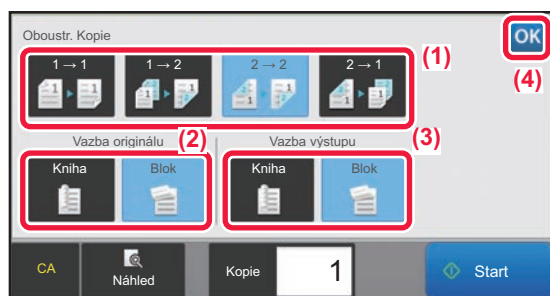 Oboustr. Kopie
OK
(1)
(4)
1 → 1
1 → 2
2 → 2
2 → 1
Vazba originálu
(2)
Vazba výstupu
(3)
Kniha
Blok
Kniha
Blok
CA
Náhled
Kopie
1
Start